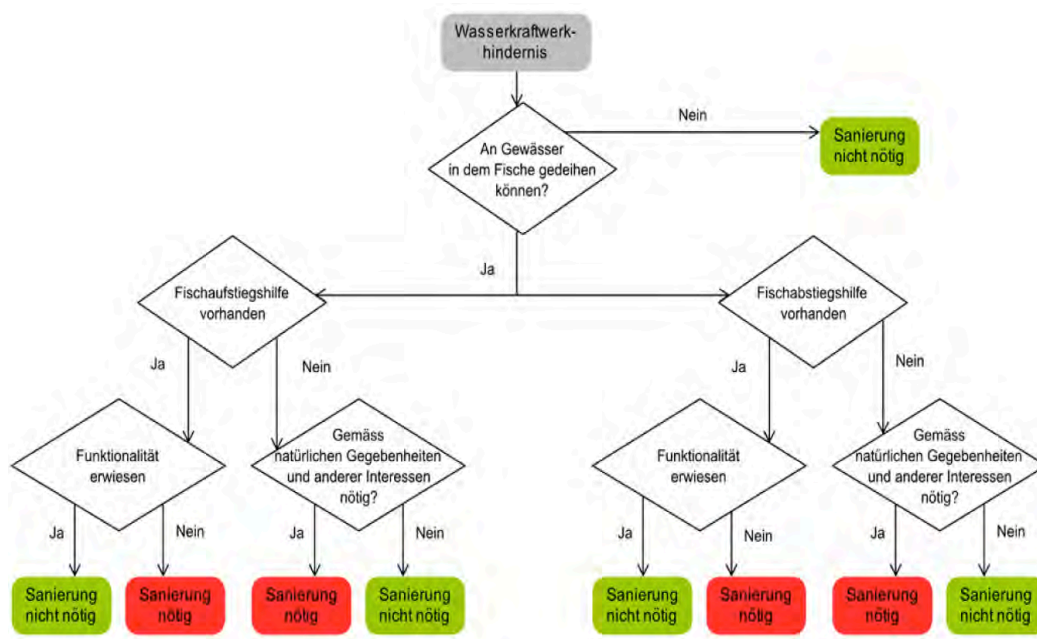 Wasserkraftwerk-
hindernis
Nein
An Gewässer
in dem Fische gedeihen
können?
Sanierung
nicht nötig
Ja
Fischaufstiegshilfe
vorhanden
Fischabstiegshilfe
vorhanden
Ja
Nein
Ja
Nein
Funktionalität
erwiesen
Gemäss
natürlichen Gegebenheiten
und anderer Interessen
nötig?
Funktionalität
erwiesen
Gemäss
natürlichen Gegebenheiten
und anderer Interessen
nötig?
Ja
Nein
Ja
Nein
Ja
Nein
Ja
Nein
Sanierung
nicht nötig
Sanierung
nötig
Sanierung
nötig
Sanierung
nicht nötig
Sanierung
nicht nötig
Sanierung
nötig
Sanierung
nötig
Sanierung
nicht nötig